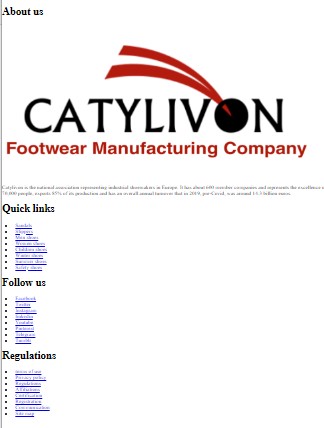 About us
CATYLIVON
Footwear Manufacturing Company
Catylivon is the national association representing industrial shoemakers in Europe. It has about 600 member companies and represents the excellence o
70,000 people, exports 85% of its production and has an overall annual turnover that in 2019, pre-Covid, was around 14.3 billion euros.
Quick links
Sandals
Slippers
Men shoes
Women shoes
Children shoes
Winter shoes
Summer shoes
Safety shoes
Follow us
Facebook
Twitter
Instagram
linkedin
Youtube
Pinterest
Telegram
Tumblr
Regulations
terms of use
Privacy policy
Regulations
Affiliations
Certification
Registration
Communication
Site map